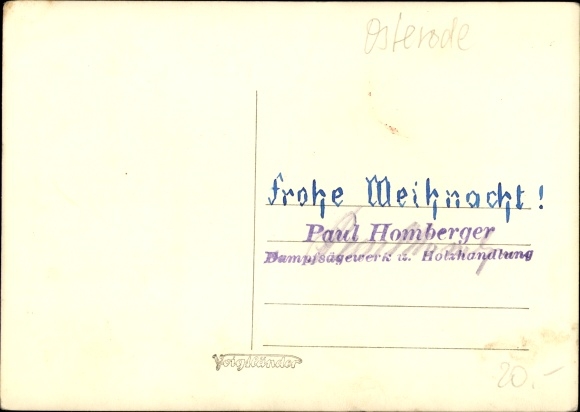 Osterode
Frohe Weihnacht!
Paul Homberger
Dampfsägewerk u. Holzhandlung
Voigtländer
20.-